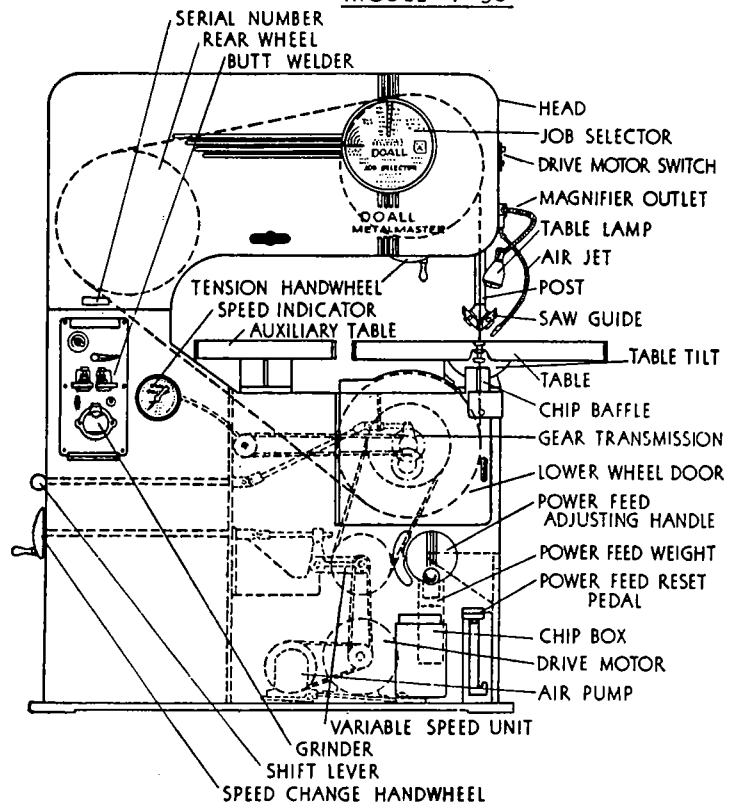 SERIAL NUMBER
REAR WHEEL
BUTT WELDER
HEAD
JOB SELECTOR
DRIVE MOTOR SWITCH
MAGNIFIER OUTLET
TABLE LAMP
AIR JET
POST
SAW GUIDE
TABLE TILT
TABLE
CHIP BAFFLE
GEAR TRANSMISSION
LOWER WHEEL DOOR
POWER FEED
ADJUSTING HANDLE
POWER FEED WEIGHT
POWER FEED RESET
PEDAL
CHIP BOX
DRIVE MOTOR
AIR PUMP
DOALL
JOB SELECTOR
DOALL
METALMASTER
TENSION HANDWHEEL
SPEED INDICATOR
AUXILIARY TABLE
VARIABLE SPEED UNIT
GRINDER
SHIFT LEVER
SPEED CHANGE HANDWHEEL